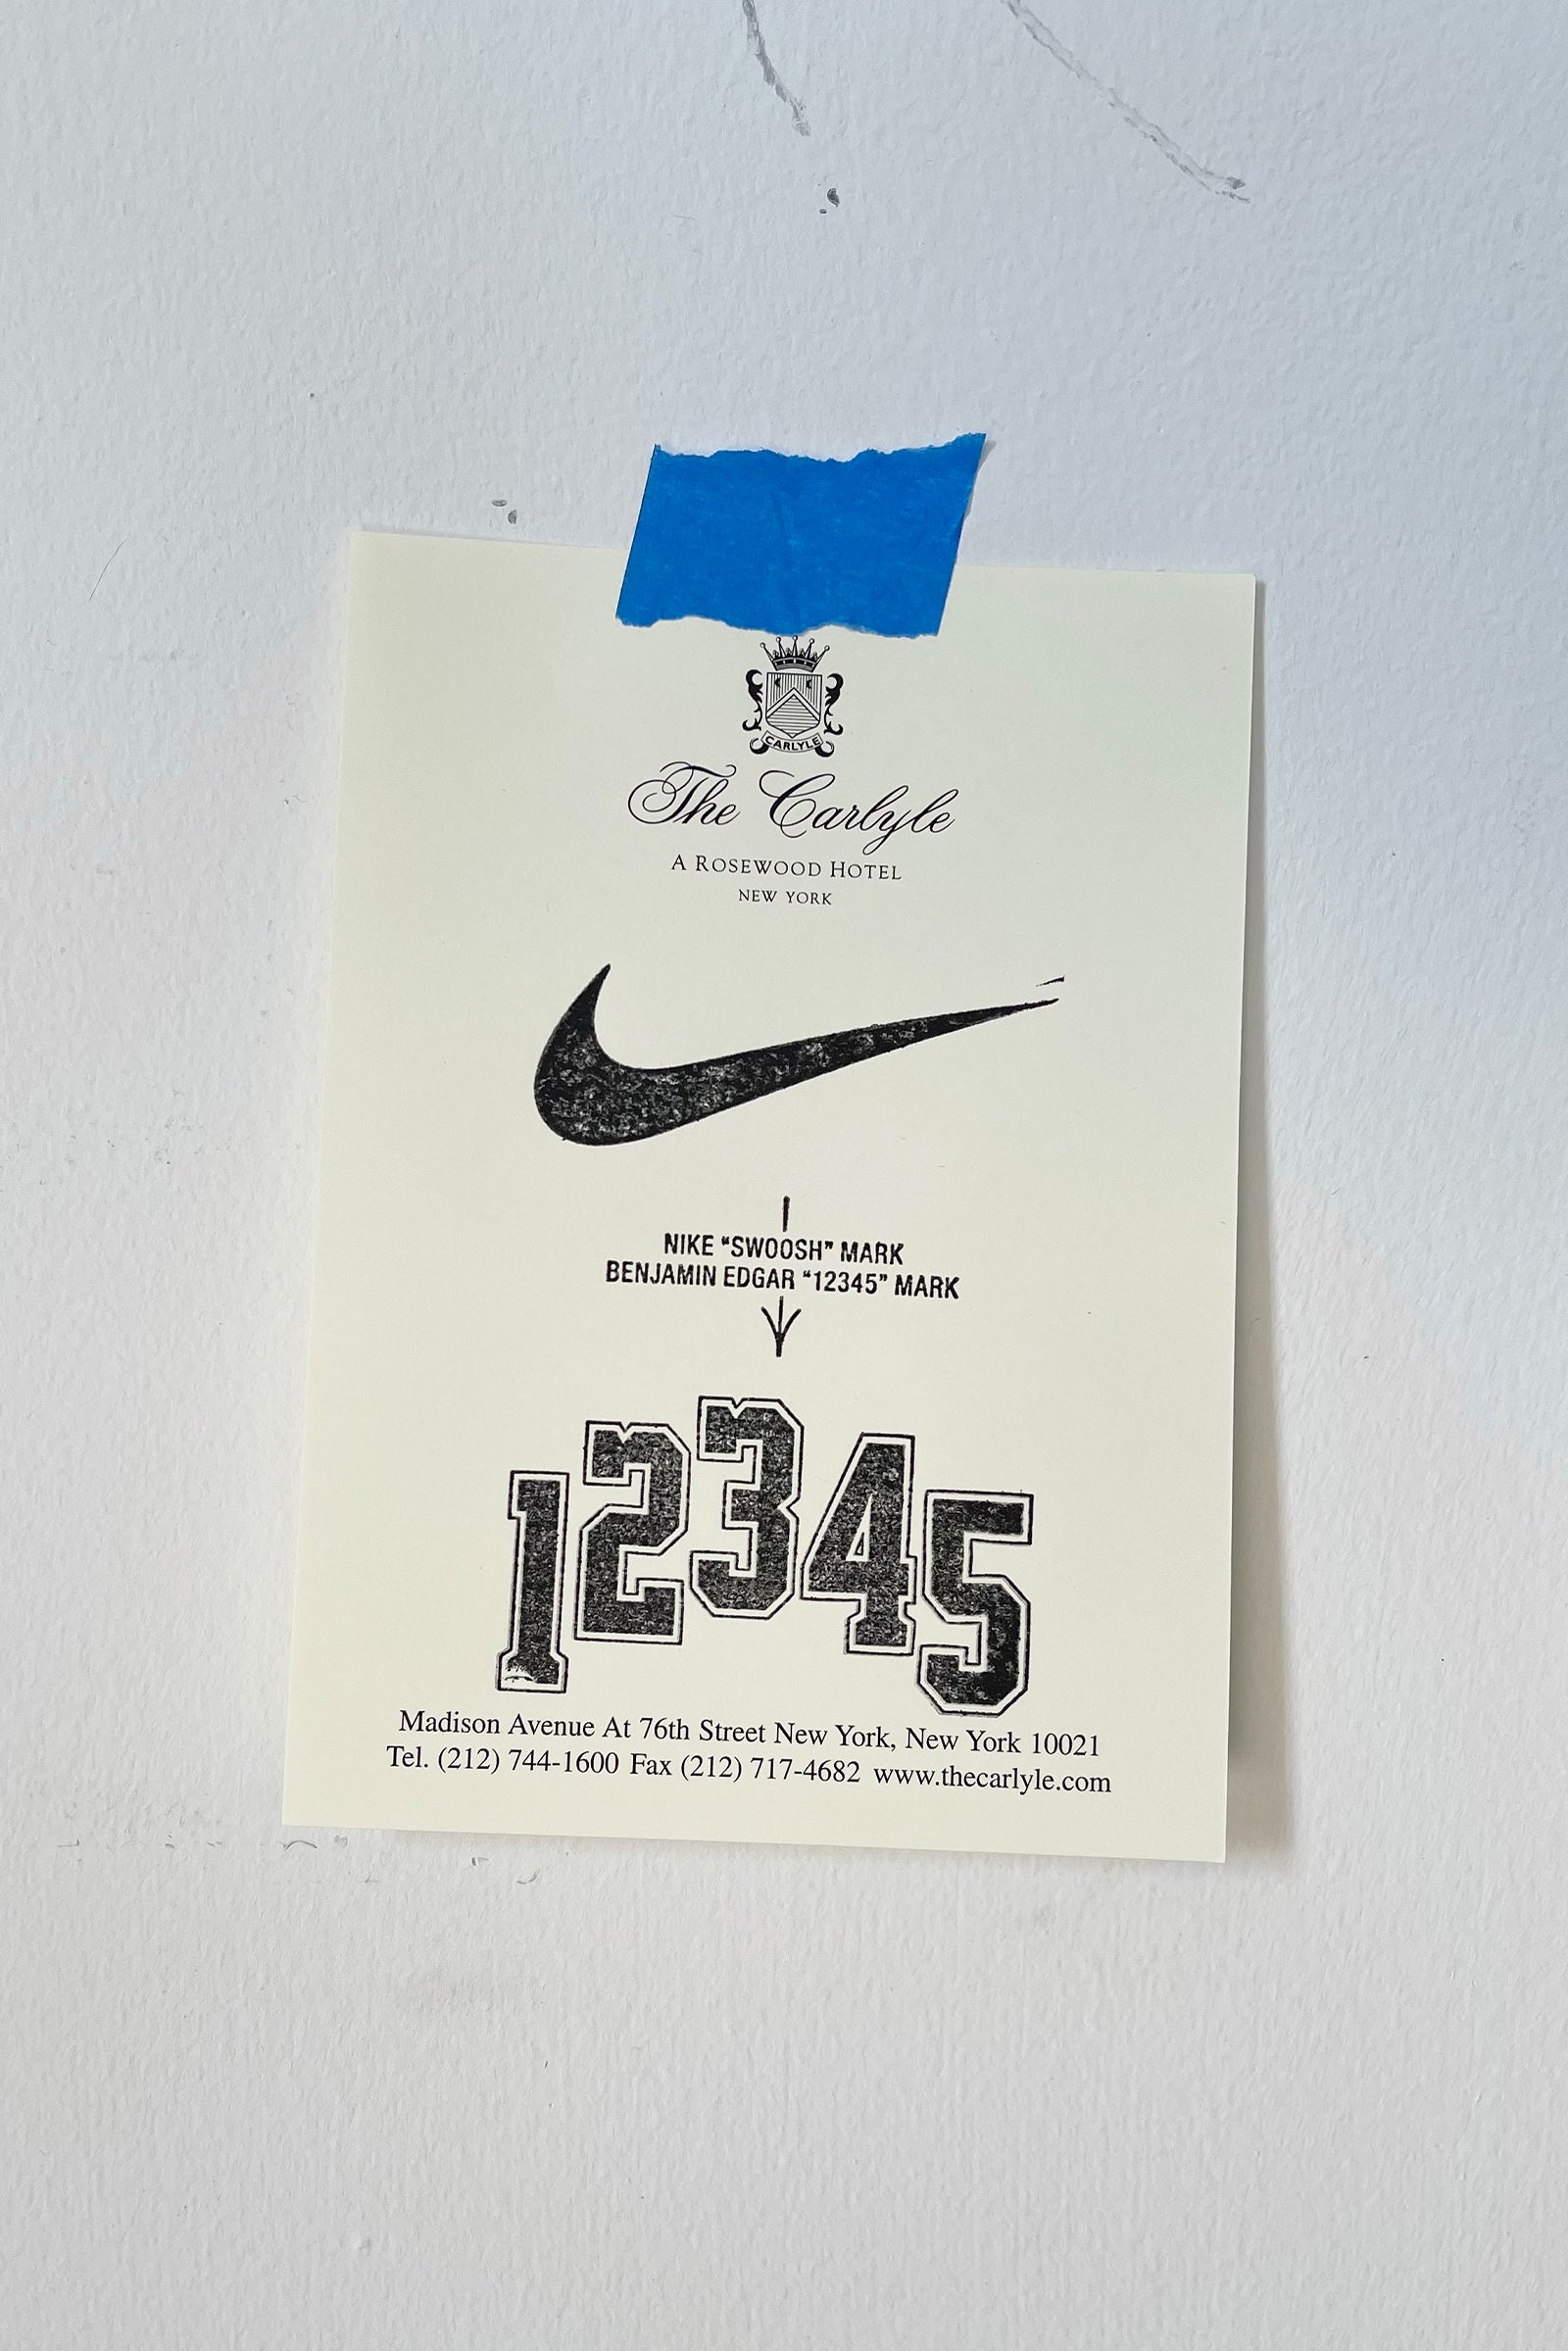 CARLYLE
The Carlyle
A ROSEWOOD HOTEL
NEW YORK
NIKE “SWOOSH” MARK
BENJAMIN EDGAR “12345” MARK
12345
Madison Avenue At 76th Street New York, New York 10021
Tel. (212) 744-1600 Fax (212) 717-4682 www.thecarlyle.com